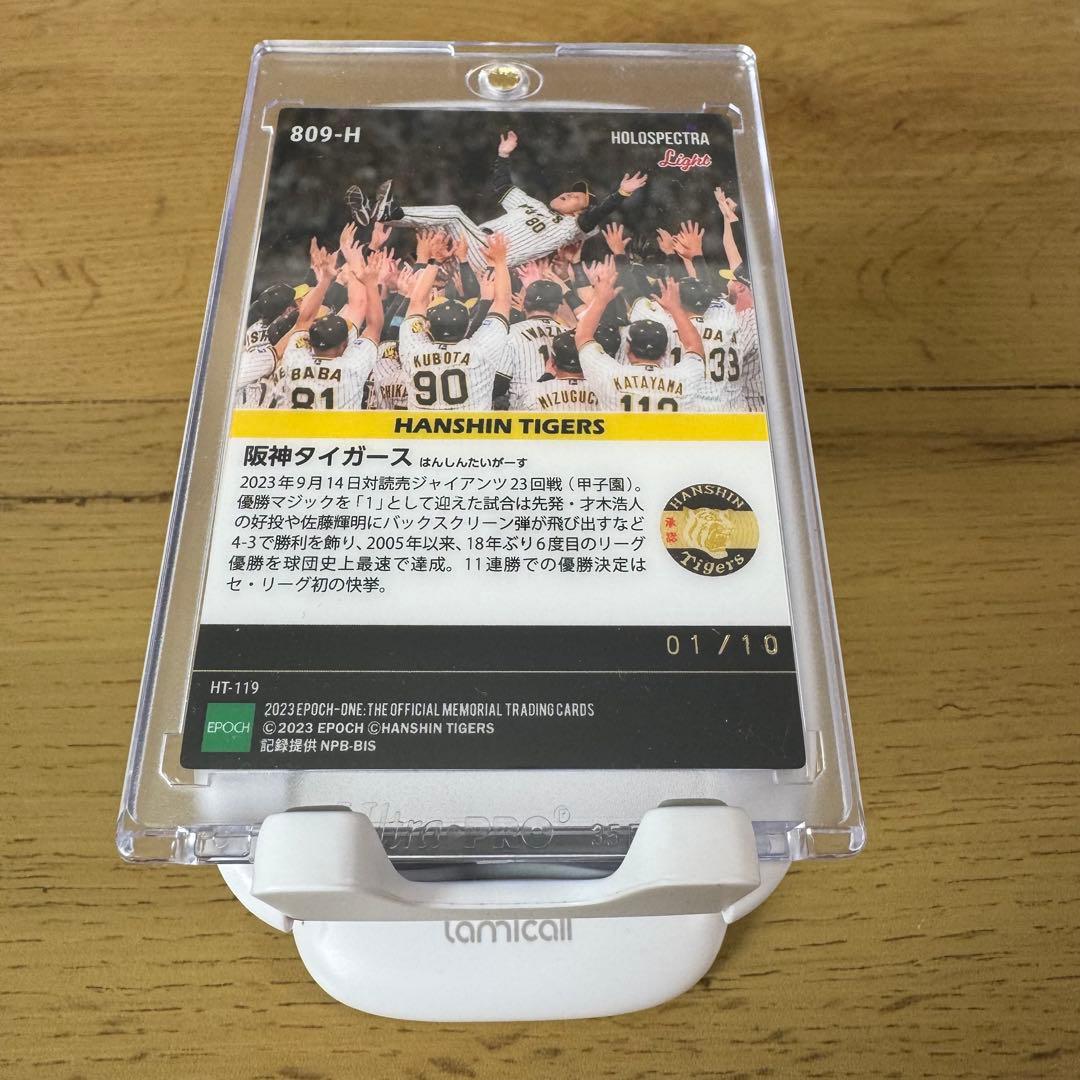 809-H
HOLOSPECTRA
Light
80
BABA
81
KUBOTA
90
KATAYAMA
33
HANSHIN TIGERS
阪神タイガース はんしんたいがーす
2023年9月14日対読売ジャイアンツ23回戦（甲子園）。
優勝マジックを「1」として迎えた試合は先発・才木浩人
の好投や佐藤輝明にバックスクリーン弾が飛び出すなど
4-3で勝利を飾り、2005年以来、18年ぶり6度目のリーグ
優勝を球団史上最速で達成。11連勝での優勝決定は
セ・リーグ初の快挙。
HANSHIN
承認
Tigers
01/10
HT-119
EPOCH
2023 EPOCH-ONE: THE OFFICIAL MEMORIAL TRADING CARDS
©2023 EPOCH ©HANSHIN TIGERS
記録提供 NPB-BIS
Ultra-PRO®
lamicall